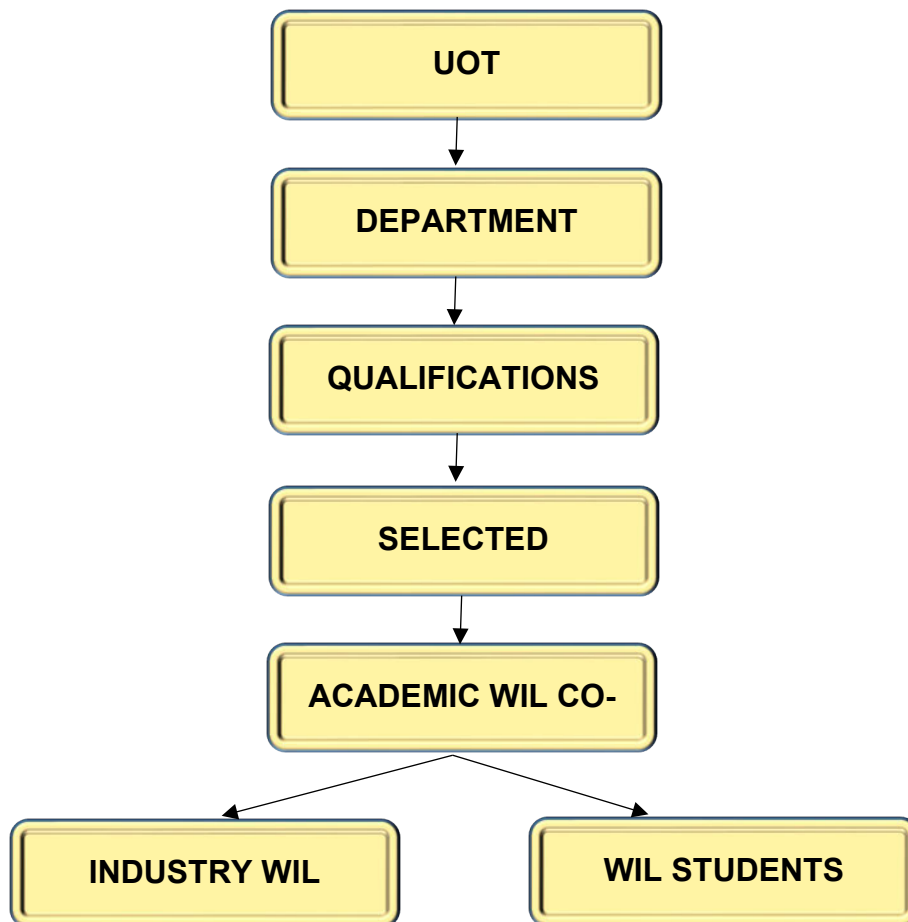 UOT
DEPARTMENT
QUALIFICATIONS
SELECTED
ACADEMIC WIL CO-
INDUSTRY WIL
WIL STUDENTS